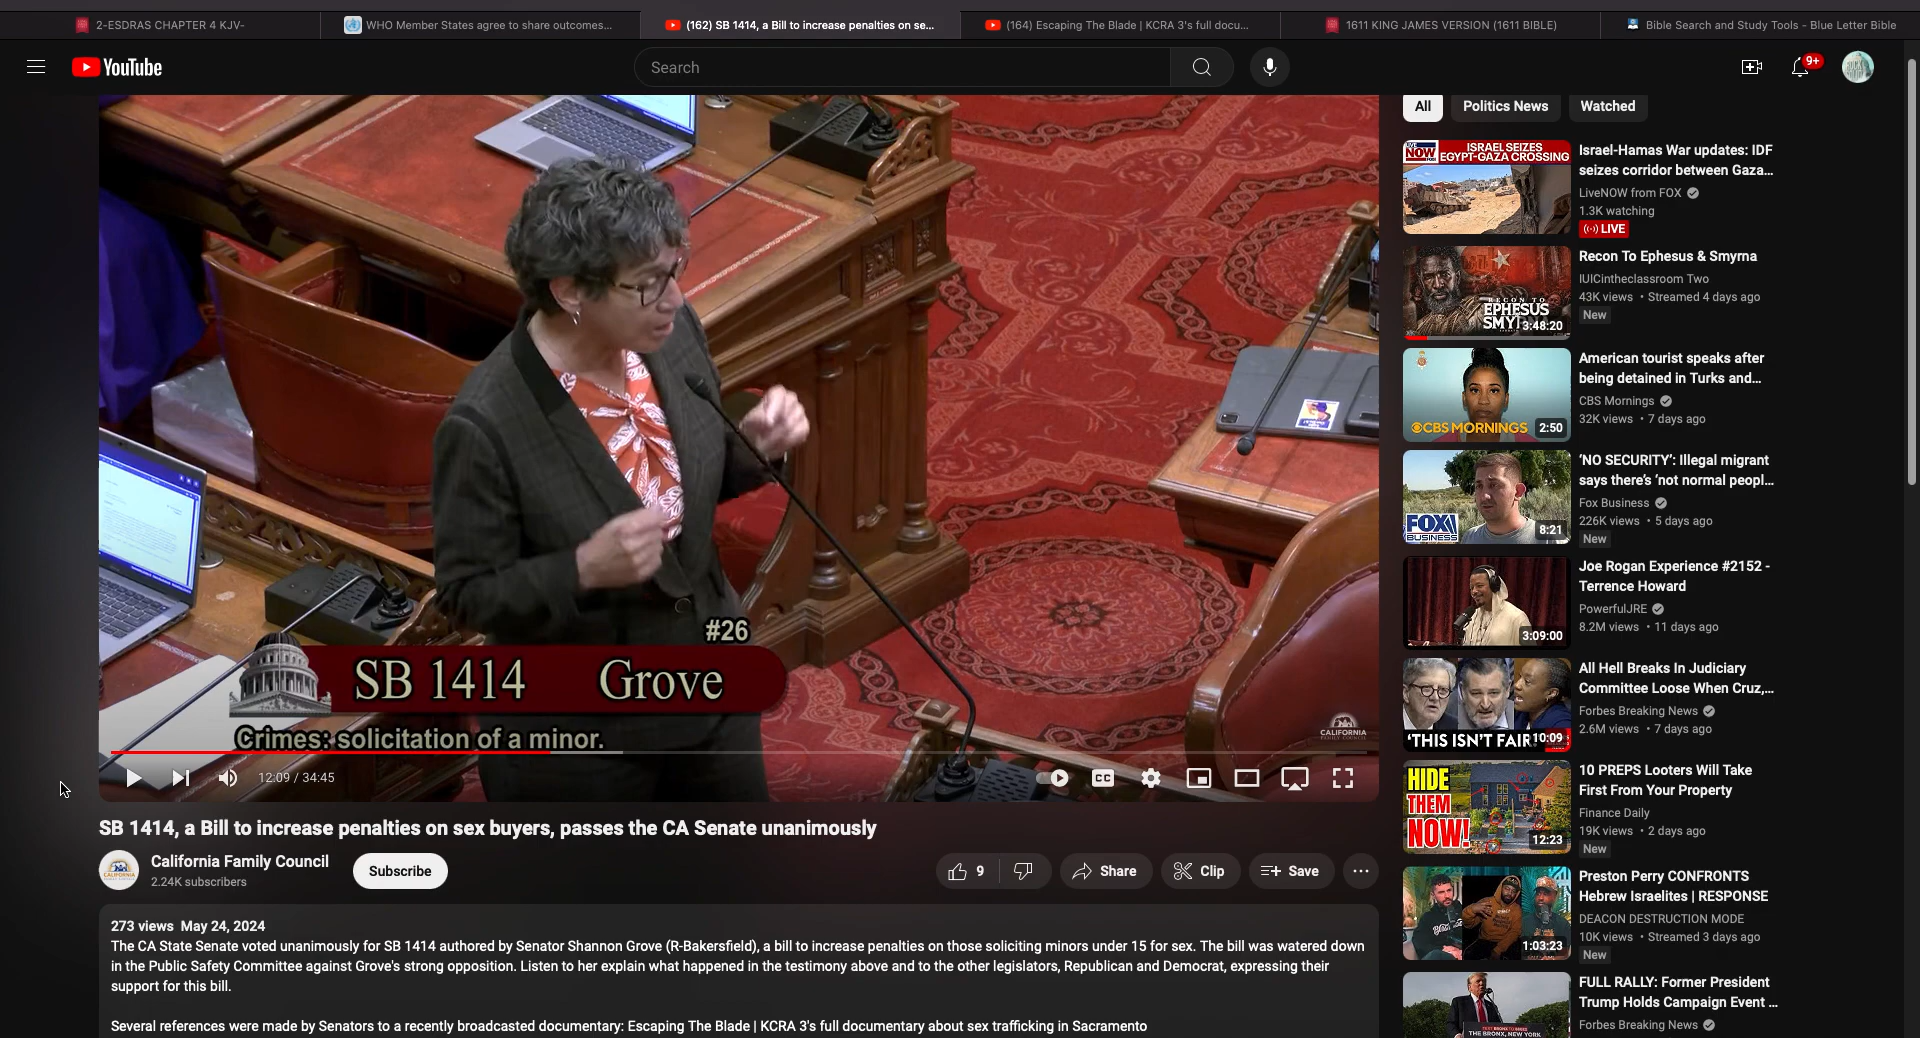 2-ESDRAS CHAPTER 4 KJV-
WHO Member States agree to share outcomes...
(162) SB 1414, a Bill to increase penalties on se...
(164) Escaping The Blade | KCRA 3's full docu...
1611 KING JAMES VERSION (1611 BIBLE)
Bible Search and Study Tools - Blue Letter Bible
YouTube
Search
9+
#26
SB 1414 Grove
Crimes: solicitation of a minor.
CALIFORNIA
FAMILY COUNCIL
12:09 / 34:45
CC
SB 1414, a Bill to increase penalties on sex buyers, passes the CA Senate unanimously
California Family Council
2.24K subscribers
Subscribe
9
Share
Clip
Save
273 views May 24, 2024
The CA State Senate voted unanimously for SB 1414 authored by Senator Shannon Grove (R-Bakersfield), a bill to increase penalties on those soliciting minors under 15 for sex. The bill was watered down
in the Public Safety Committee against Grove's strong opposition. Listen to her explain what happened in the testimony above and to the other legislators, Republican and Democrat, expressing their
support for this bill.
Several references were made by Senators to a recently broadcasted documentary: Escaping The Blade | KCRA 3's full documentary about sex trafficking in Sacramento
All
Politics News
Watched
NOW
ISRAEL SEIZES
EGYPT-GAZA CROSSING
Israel-Hamas War updates: IDF
seizes corridor between Gaza...
LiveNOW from FOX
1.3K watching
LIVE
RECON TO
EPHESUS
3:48:20
Recon To Ephesus & Smyrna
IUICintheclassroom Two
43K views • Streamed 4 days ago
New
CBS MORNINGS
2:50
American tourist speaks after
being detained in Turks and...
CBS Mornings
32K views • 7 days ago
FOX
BUSINESS
8:21
‘NO SECURITY’: Illegal migrant
says there’s ‘not normal peopl...
Fox Business
226K views • 5 days ago
New
3:09:00
Joe Rogan Experience #2152 -
Terrence Howard
PowerfulJRE
8.2M views • 11 days ago
‘THIS ISN'T FAIR!
10:09
All Hell Breaks In Judiciary
Committee Loose When Cruz,...
Forbes Breaking News
2.6M views • 7 days ago
HIDE
THEM
NOW!
12:23
10 PREPS Looters Will Take
First From Your Property
Finance Daily
19K views • 2 days ago
New
1:03:23
Preston Perry CONFRONTS
Hebrew Israelites | RESPONSE
DEACON DESTRUCTION MODE
10K views • Streamed 3 days ago
New
THE BRONX, NEW YORK
FULL RALLY: Former President
Trump Holds Campaign Event ...
Forbes Breaking News